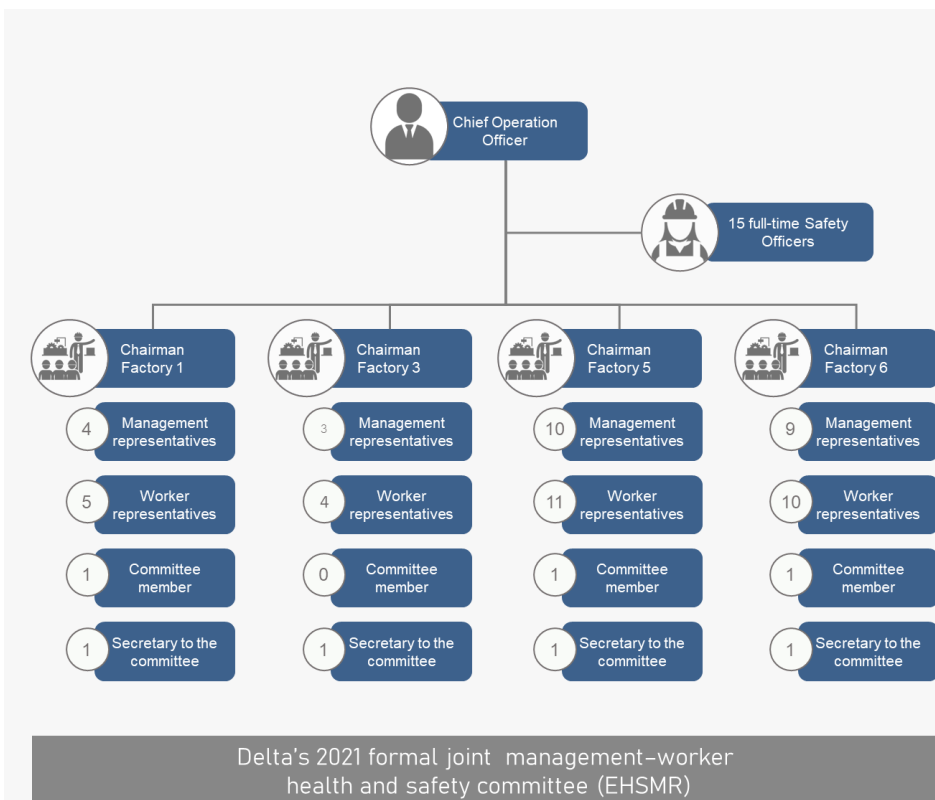 Chief Operation
Officer
15 full-time Safety
Officers
Chairman
Factory 1
Chairman
Factory 3
Chairman
Factory 5
Chairman
Factory 6
4
Management
representatives
3
Management
representatives
10
Management
representatives
9
Management
representatives
5
Worker
representatives
4
Worker
representatives
11
Worker
representatives
10
Worker
representatives
1
Committee
member
0
Committee
member
1
Committee
member
1
Committee
member
1
Secretary to the
committee
1
Secretary to the
committee
1
Secretary to the
committee
1
Secretary to the
committee
Delta's 2021 formal joint management–worker
health and safety committee (EHSMR)